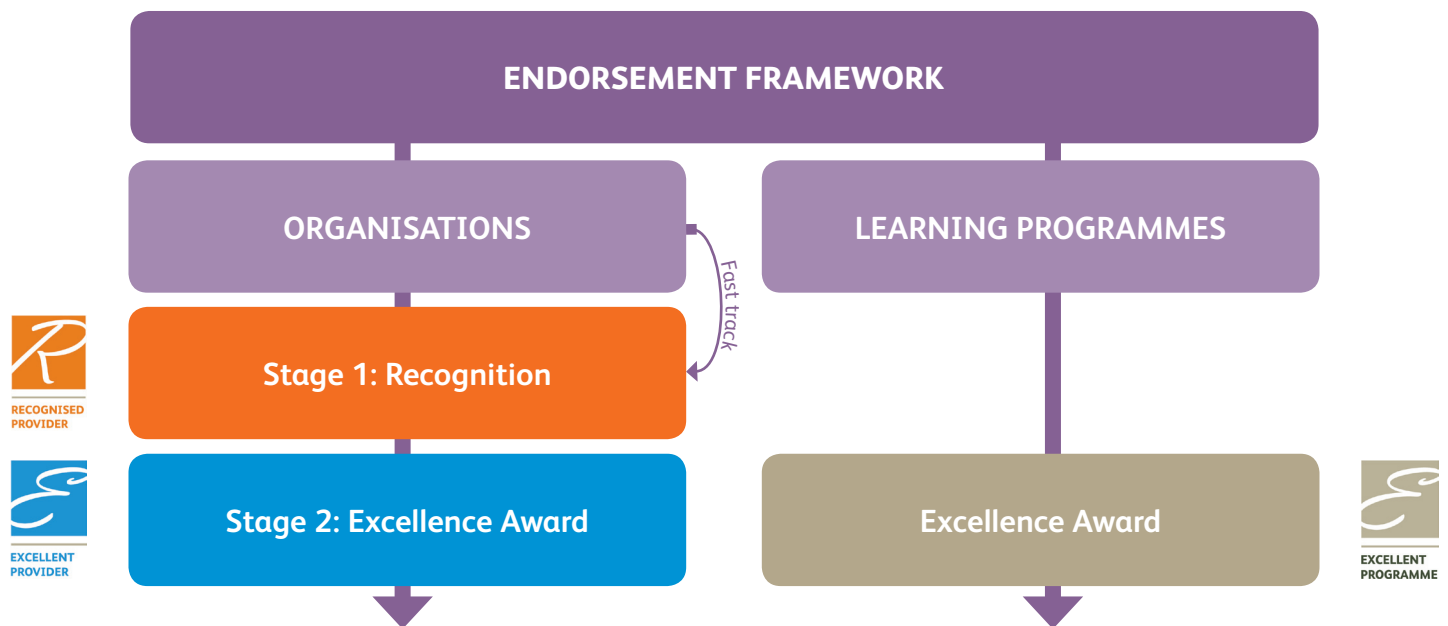 ENDORSEMENT FRAMEWORK
ORGANISATIONS
LEARNING PROGRAMMES
Fast track
R
RECOGNISED
PROVIDER
Stage 1: Recognition
E
EXCELLENT
PROVIDER
Stage 2: Excellence Award
Excellence Award
E
EXCELLENT
PROGRAMME